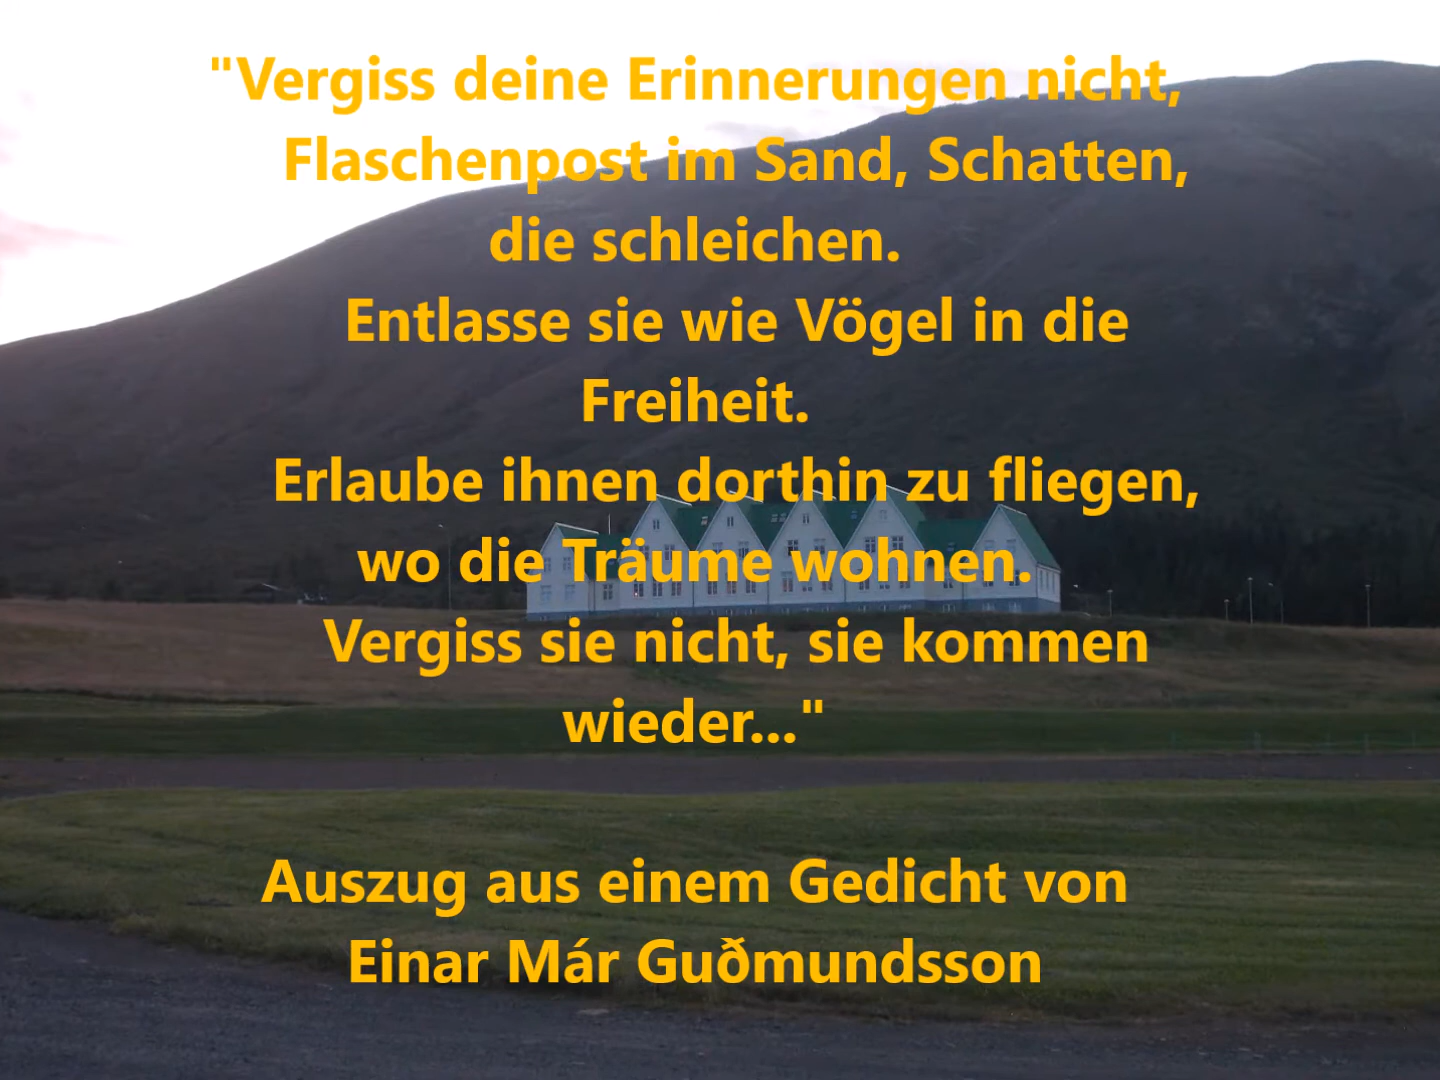 "Vergiss deine Erinnerungen nicht,
Flaschenpost im Sand, Schatten,
die schleichen.
Entlasse sie wie Vögel in die
Freiheit.
Erlaube ihnen dorthin zu fliegen,
wo die Träume wohnen.
Vergiss sie nicht, sie kommen
wieder..."
Auszug aus einem Gedicht von
Einar Már Guðmundsson